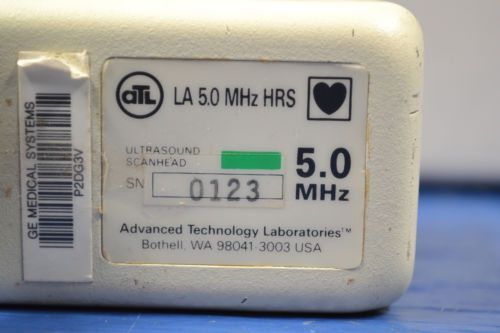 ATL LA 5.0 MHz HRS
ULTRASOUND
SCANHEAD
5.0
MHz
SN 0123
Advanced Technology Laboratories™
Bothell, WA 98041-3003 USA
GE MEDICAL SYSTEMS
P2DG3V